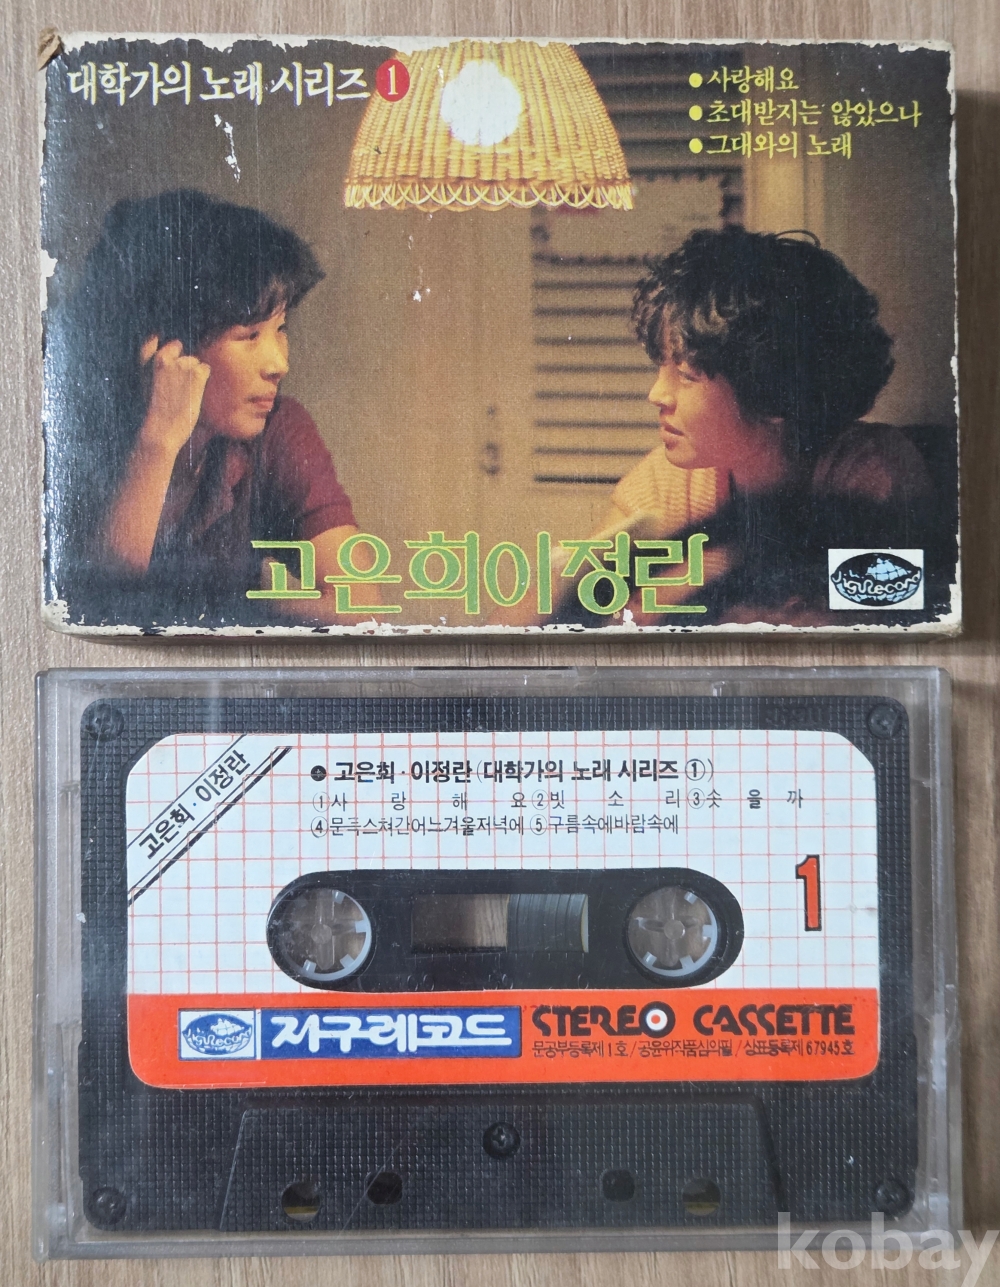 대학가의 노래 시리즈 1
• 사랑해요
• 초대받지는 않았으나
• 그대와의 노래
고은희이정란
JiguRecord
고은희·이정란
● 고은희·이정란(대학가의 노래 시리즈 ①)
①사랑해요 ②빗소리 ③솟을까
④문득스쳐간어느겨울저녁에 ⑤구름속에바람속에
1
JiguRecord
지구레코드
STEREO CASSETTE
문공부등록제1호/공윤위작품심의필/상표등록제67945호
kobay